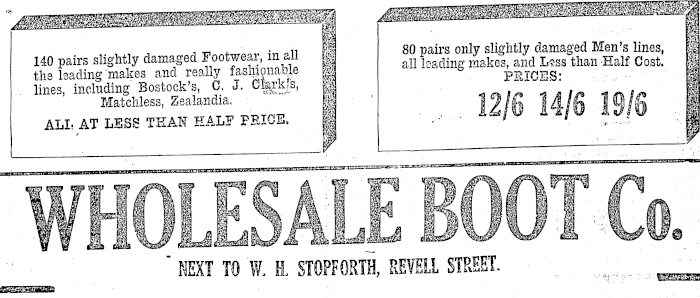 140 pairs slightly damaged Footwear, in all
the leading makes and really fashionable
lines, including Bostock's, C. J. Clark's,
Matchless, Zealandia.
ALL AT LESS THAN HALF PRICE.
80 pairs only slightly damaged Men's lines,
all leading makes, and Less than Half Cost.
PRICES:
12/6 14/6 19/6
WHOLESALE BOOT Co.
NEXT TO W. H. STOPFORTH, REVELL STREET.